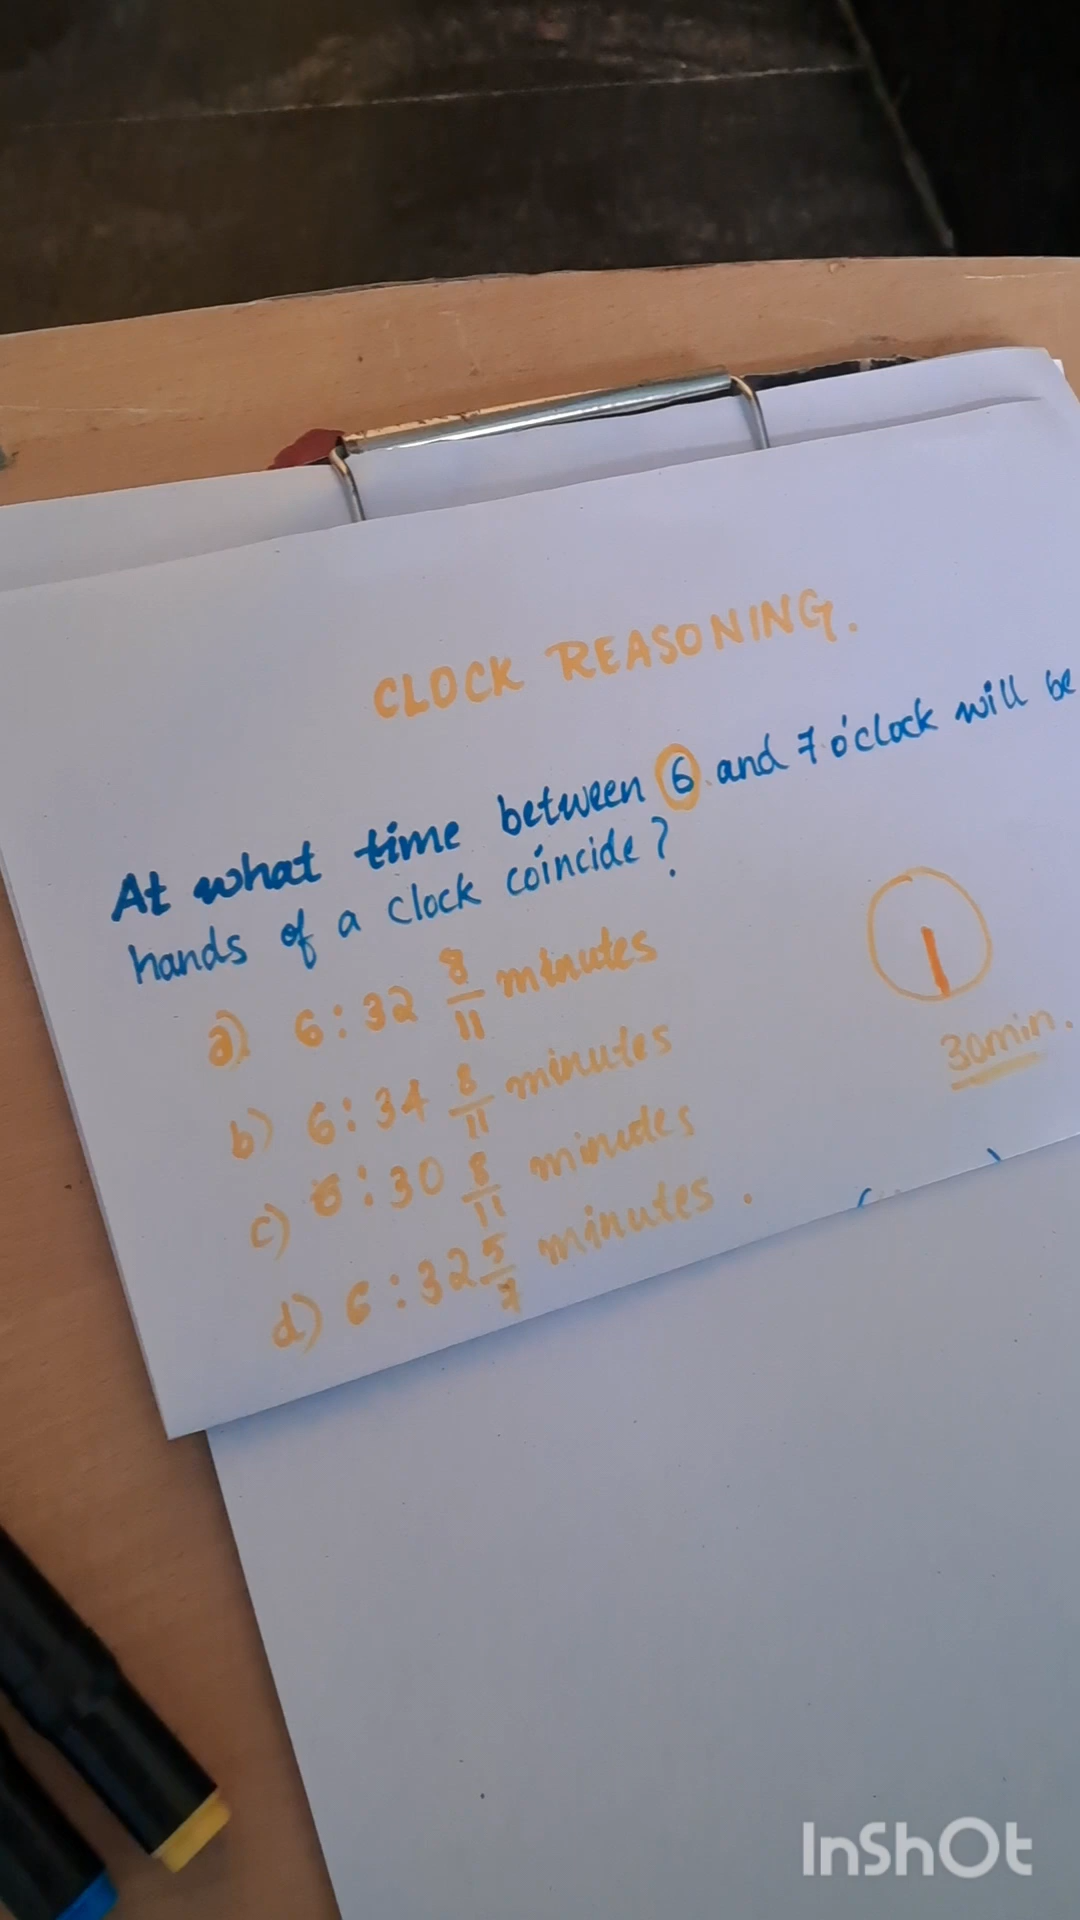 CLOCK REASONING.
At what time between 6 and 7 o'clock will be
hands of a clock coincide?
a) 6:32 8/11 minutes
b) 6:34 8/11 minutes
c) 6:30 8/11 minutes
d) 6:32 5/7 minutes.
30min.
InShOt